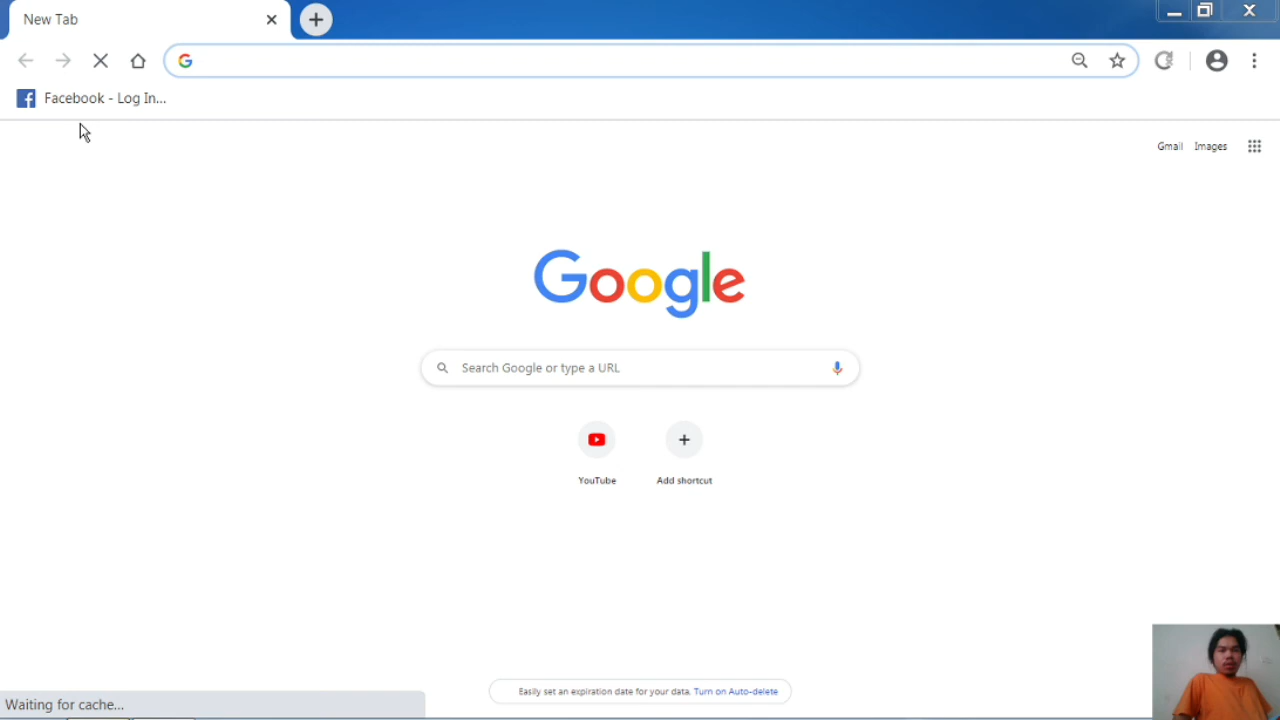 New Tab
Facebook - Log In...
Gmail Images
Google
Search Google or type a URL
YouTube Add shortcut
Easily set an expiration date for your data. Turn on Auto-delete
Waiting for cache...